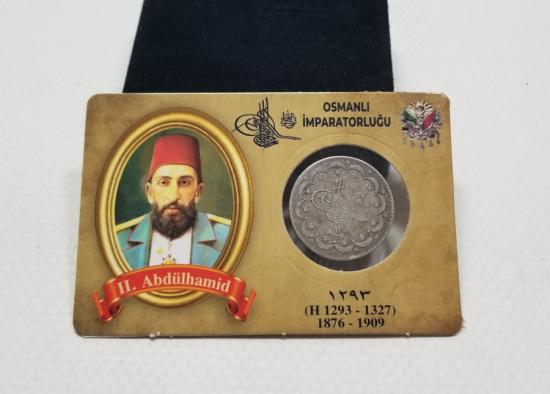 OSMANLI
İMPARATORLUĞU
II. Abdülhamid
١٢٩٣
(H 1293 - 1327)
1876 - 1909